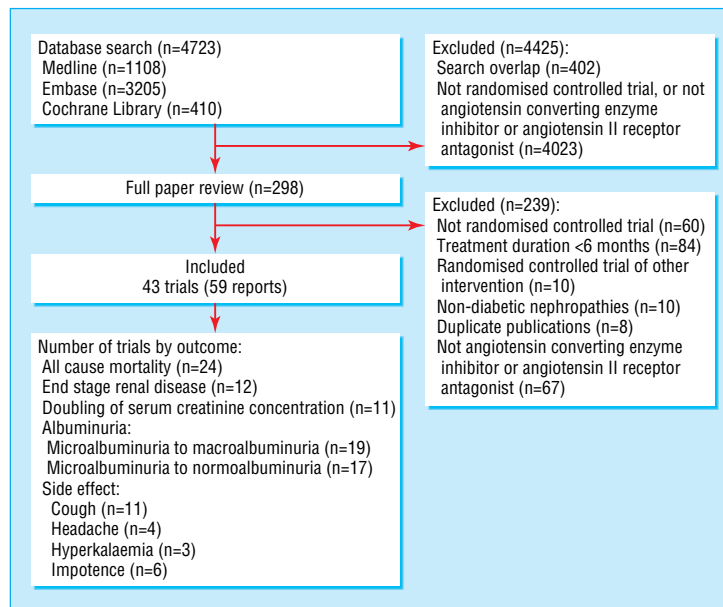 Database search (n=4723)
Medline (n=1108)
Embase (n=3205)
Cochrane Library (n=410)
Excluded (n=4425):
Search overlap (n=402)
Not randomised controlled trial, or not
angiotensin converting enzyme
inhibitor or angiotensin II receptor
antagonist (n=4023)
Full paper review (n=298)
Excluded (n=239):
Not randomised controlled trial (n=60)
Treatment duration <6 months (n=84)
Randomised controlled trial of other
intervention (n=10)
Non-diabetic nephropathies (n=10)
Duplicate publications (n=8)
Not angiotensin converting enzyme
inhibitor or angiotensin II receptor
antagonist (n=67)
Included
43 trials (59 reports)
Number of trials by outcome:
All cause mortality (n=24)
End stage renal disease (n=12)
Doubling of serum creatinine concentration (n=11)
Albuminuria:
Microalbuminuria to macroalbuminuria (n=19)
Microalbuminuria to normoalbuminuria (n=17)
Side effect:
Cough (n=11)
Headache (n=4)
Hyperkalaemia (n=3)
Impotence (n=6)